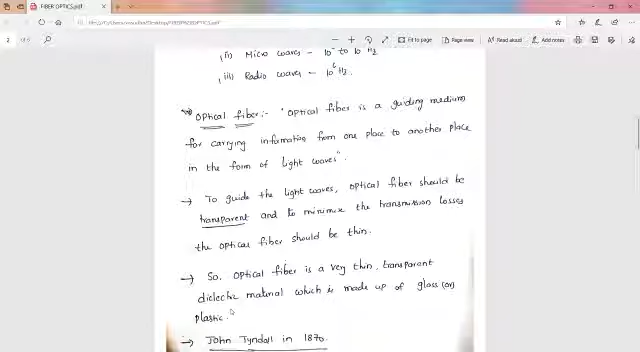 FIBER OPTICS.pdf
2
Fit to page
Page view
Read aloud
Add notes
(ii) Micro waves -
(iii) Radio waves - 10^6 Hz.
Optical fiber:- "Optical fiber is a guiding medium
for carrying information from one place to another place
in the form of light waves".
→ To guide the light waves, optical fiber should be
transparent and to minimize the transmission losses
the optical fiber should be thin.
→ So. Optical fiber is a very thin, transparent
dielectric material which is made up of glass (or)
plastic.
→ John Tyndall in 1870.